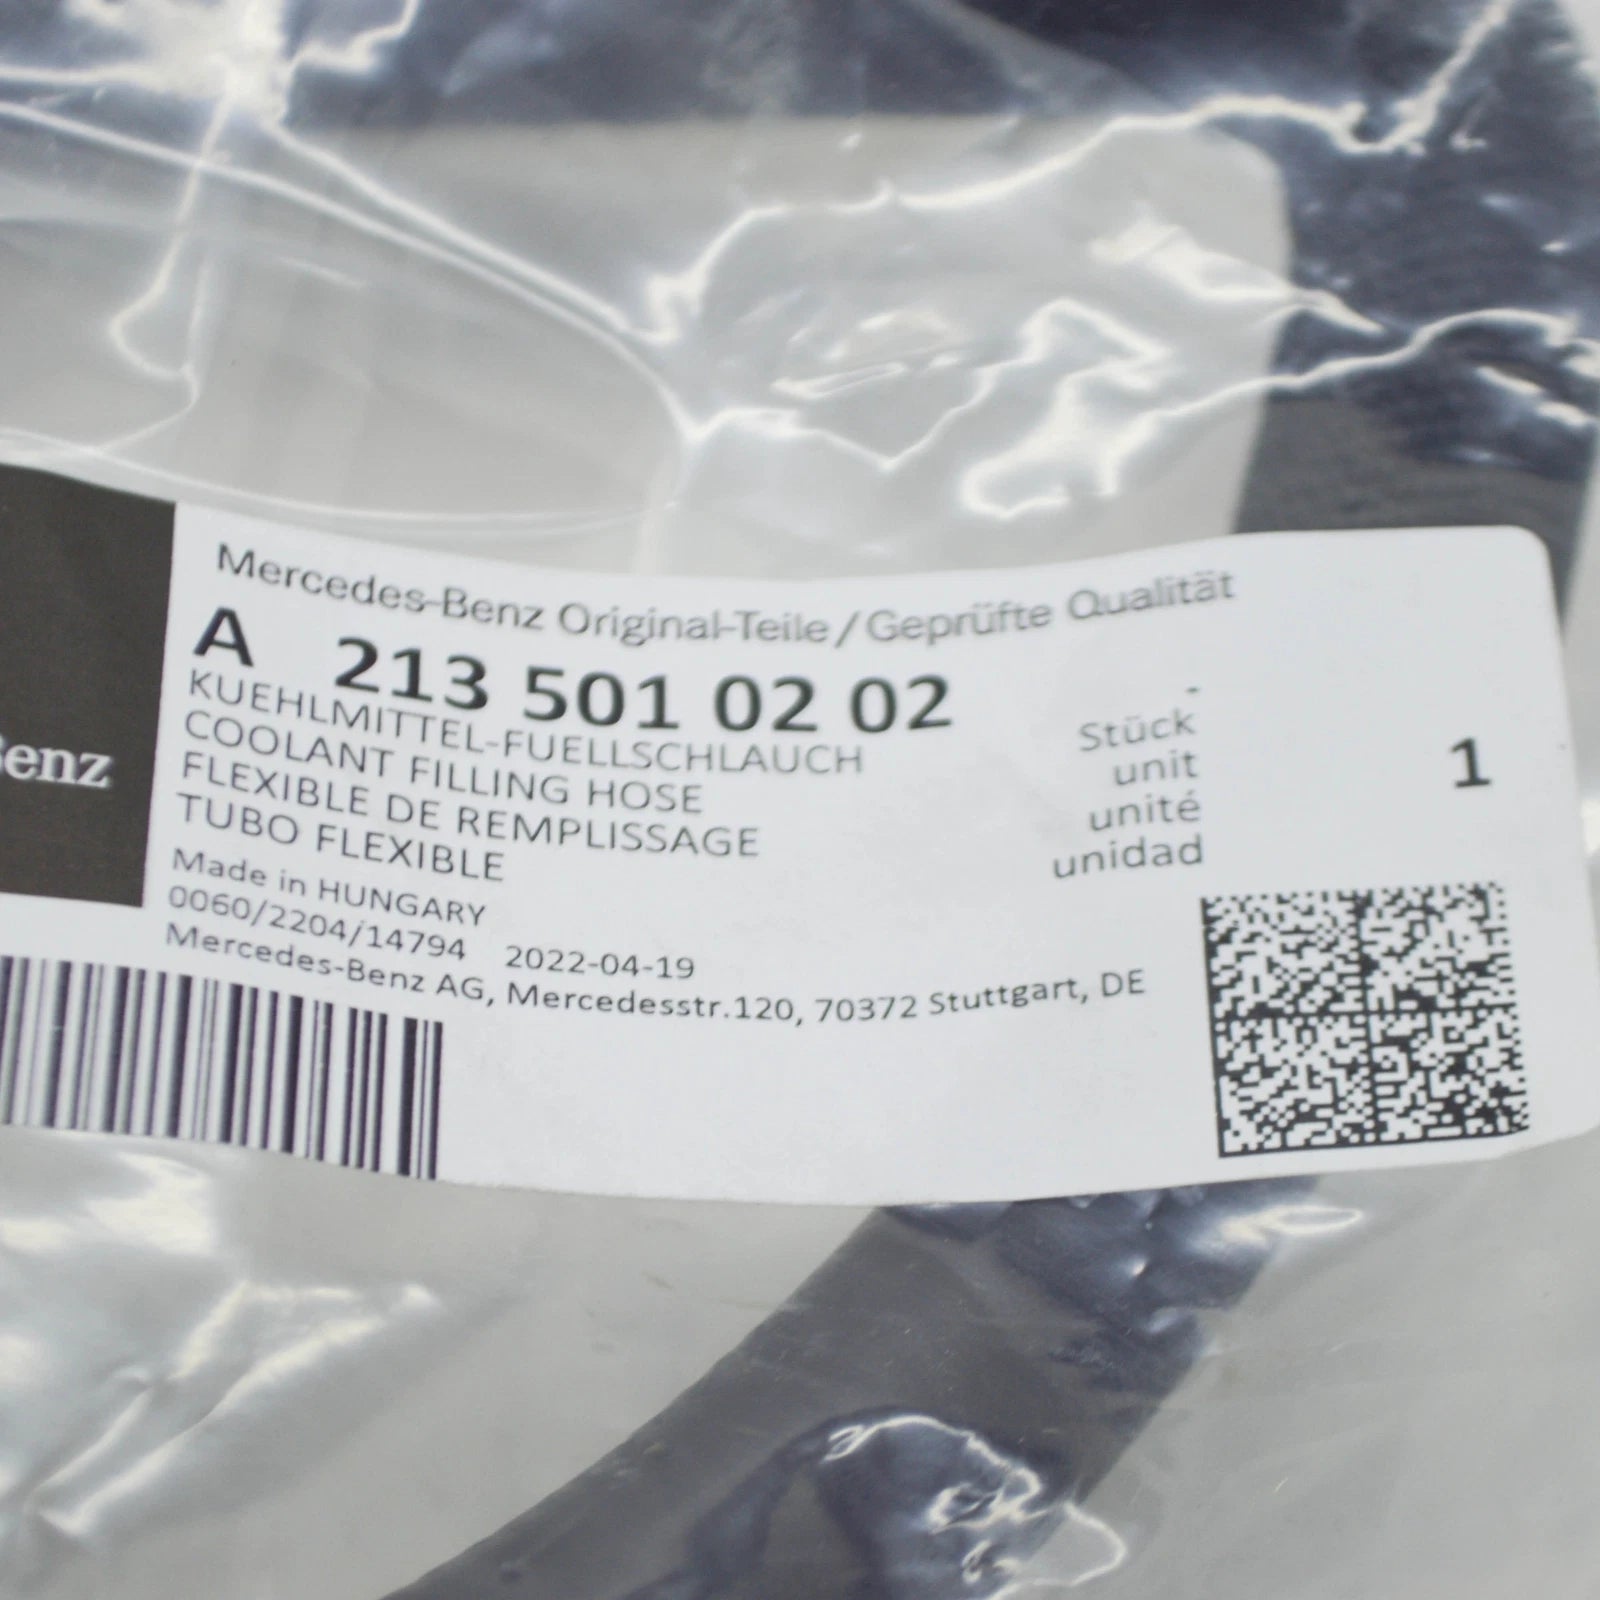 Mercedes-Benz Original-Teile / Geprüfte Qualität
A 213 501 02 02
KUEHLMITTEL-FUELLSCHLAUCH
COOLANT FILLING HOSE
FLEXIBLE DE REMPLISSAGE
TUBO FLEXIBLE
-
Stück
unit
unité
unidad
1
Made in HUNGARY
0060/2204/14794 2022-04-19
Mercedes-Benz AG, Mercedesstr.120, 70372 Stuttgart, DE
Benz